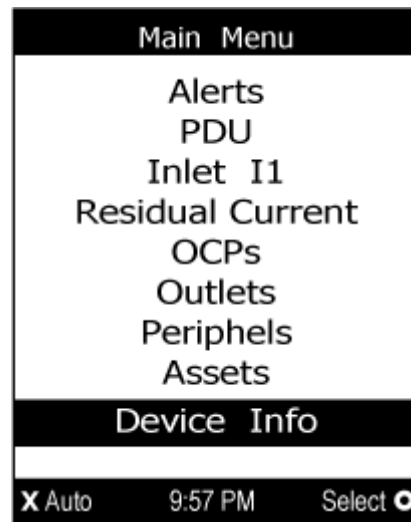 Main Menu
Alerts
PDU
Inlet I1
Residual Current
OCPs
Outlets
Periphels
Assets
Device Info
X Auto 9:57 PM Select O